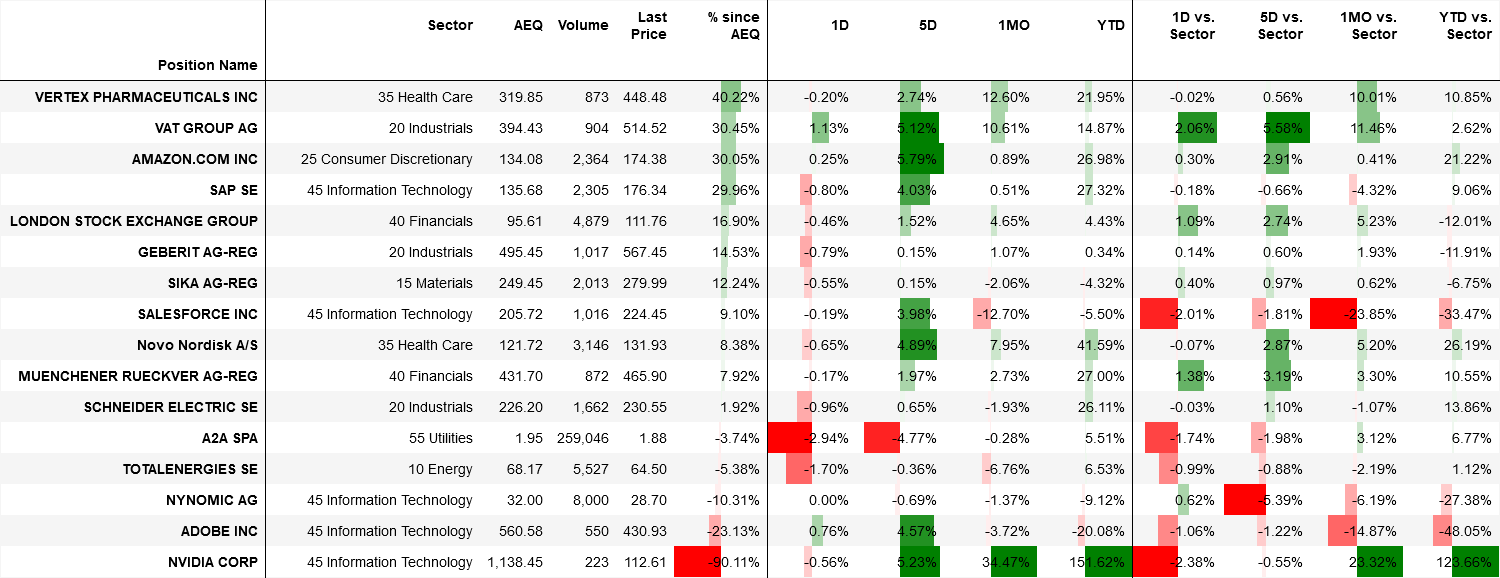 Position Name Sector AEQ Volume Last Price % since AEQ 1D 5D 1MO YTD 1D vs. Sector 5D vs. Sector 1MO vs. Sector YTD vs. Sector
VERTEX PHARMACEUTICALS INC 35 Health Care 319.85 873 448.48 40.22% -0.20% 2.74% 12.60% 21.95% -0.02% 0.56% 10.01% 10.85%
VAT GROUP AG 20 Industrials 394.43 904 514.52 30.45% 1.13% 5.12% 10.61% 14.87% 2.06% 5.58% 11.46% 2.62%
AMAZON.COM INC 25 Consumer Discretionary 134.08 2,364 174.38 30.05% 0.25% 5.79% 0.89% 26.98% 0.30% 2.91% 0.41% 21.22%
SAP SE 45 Information Technology 135.68 2,305 176.34 29.96% -0.80% 4.03% 0.51% 27.32% -0.18% -0.66% -4.32% 9.06%
LONDON STOCK EXCHANGE GROUP 40 Financials 95.61 4,879 111.76 16.90% -0.46% 1.52% 4.65% 4.43% 1.09% 2.74% 5.23% -12.01%
GEBERIT AG-REG 20 Industrials 495.45 1,017 567.45 14.53% -0.79% 0.15% 1.07% 0.34% 0.14% 0.60% 1.93% -11.91%
SIKA AG-REG 15 Materials 249.45 2,013 279.99 12.24% -0.55% 0.15% -2.06% -4.32% 0.40% 0.97% 0.62% -6.75%
SALESFORCE INC 45 Information Technology 205.72 1,016 224.45 9.10% -0.19% 3.98% -12.70% -5.50% -2.01% -1.81% -23.85% -33.47%
Novo Nordisk A/S 35 Health Care 121.72 3,146 131.93 8.38% -0.65% 4.89% 7.95% 41.59% -0.07% 2.87% 5.20% 26.19%
MUENCHENER RUECKVER AG-REG 40 Financials 431.70 872 465.90 7.92% -0.17% 1.97% 2.73% 27.00% 1.38% 3.19% 3.30% 10.55%
SCHNEIDER ELECTRIC SE 20 Industrials 226.20 1,662 230.55 1.92% -0.96% 0.65% -1.93% 26.11% -0.03% 1.10% -1.07% 13.86%
A2A SPA 55 Utilities 1.95 259,046 1.88 -3.74% -2.94% -4.77% -0.28% 5.51% -1.74% -1.98% 3.12% 6.77%
TOTALENERGIES SE 10 Energy 68.17 5,527 64.50 -5.38% -1.70% -0.36% -6.76% 6.53% -0.99% -0.88% -2.19% 1.12%
NYNOMIC AG 45 Information Technology 32.00 8,000 28.70 -10.31% 0.00% -0.69% -1.37% -9.12% 0.62% -5.39% -6.19% -27.38%
ADOBE INC 45 Information Technology 560.58 550 430.93 -23.13% 0.76% 4.57% -3.72% -20.08% -1.06% -1.22% -14.87% -48.05%
NVIDIA CORP 45 Information Technology 1,138.45 223 112.61 -90.11% -0.56% 5.23% 34.47% 151.62% -2.38% -0.55% 23.32% 123.66%